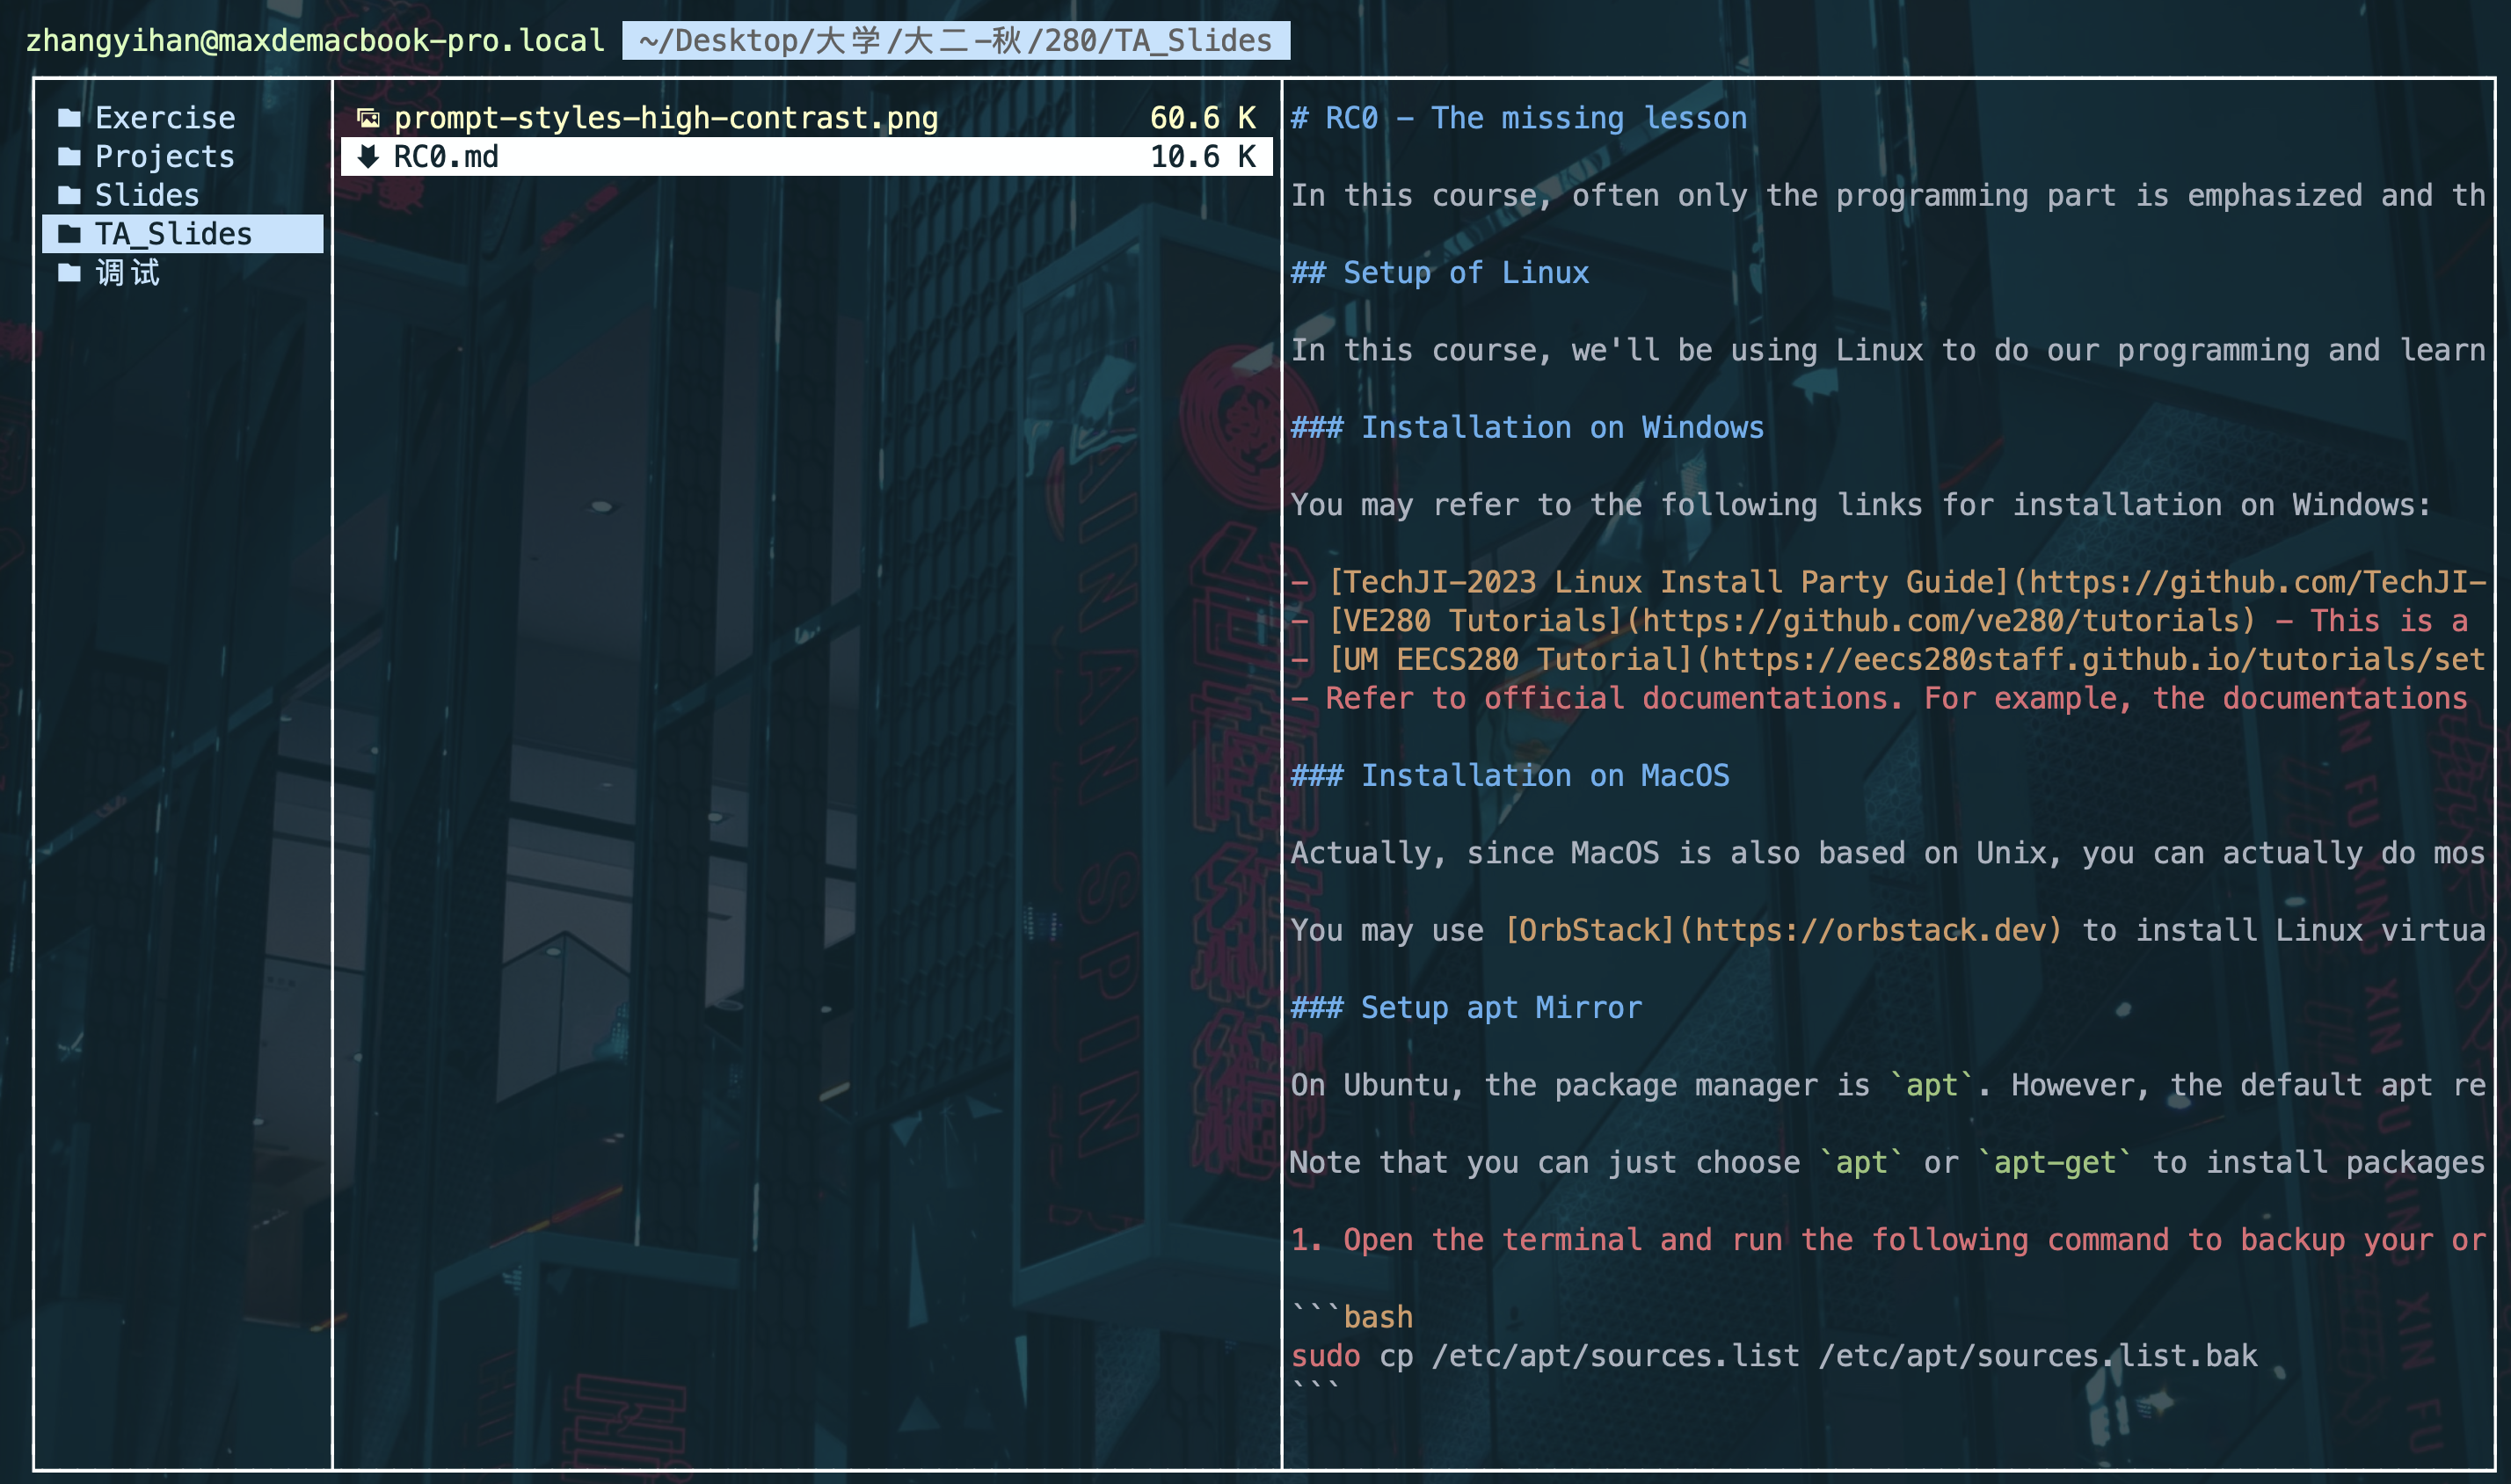 zhangyihan@maxdemacbook-pro.local ~/Desktop/大学/大二-秋/280/TA_Slides
Exercise
Projects
Slides
TA_Slides
调试
prompt-styles-high-contrast.png 60.6 K
RC0.md 10.6 K
# RC0 - The missing lesson
In this course, often only the programming part is emphasized and th
## Setup of Linux
In this course, we'll be using Linux to do our programming and learn
### Installation on Windows
You may refer to the following links for installation on Windows:
- [TechJI-2023 Linux Install Party Guide](https://github.com/TechJI-
- [VE280 Tutorials](https://github.com/ve280/tutorials) - This is a
- [UM EECS280 Tutorial](https://eecs280staff.github.io/tutorials/set
- Refer to official documentations. For example, the documentations
### Installation on MacOS
Actually, since MacOS is also based on Unix, you can actually do mos
You may use [OrbStack](https://orbstack.dev) to install Linux virtua
### Setup apt Mirror
On Ubuntu, the package manager is `apt`. However, the default apt re
Note that you can just choose `apt` or `apt-get` to install packages
1. Open the terminal and run the following command to backup your or
```bash
sudo cp /etc/apt/sources.list /etc/apt/sources.list.bak
```